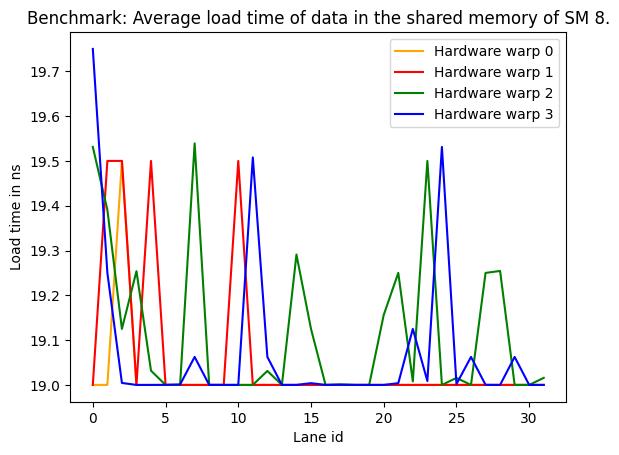 Benchmark: Average load time of data in the shared memory of SM 8.
Hardware warp 0
Hardware warp 1
Hardware warp 2
Hardware warp 3
Load time in ns
19.7
19.6
19.5
19.4
19.3
19.2
19.1
19.0
0 5 10 15 20 25 30
Lane id